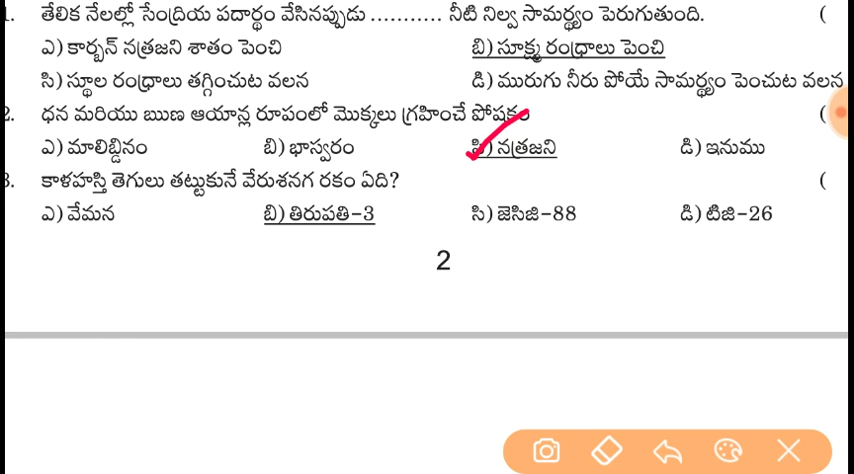 1. తేలిక నేలల్లో సేంద్రియ పదార్థం వేసినప్పుడు ........... నీటి నిల్వ సామర్థ్యం పెరుగుతుంది. (
ఎ) కార్బన్ నత్రజని శాతం పెంచి బి) సూక్ష్మ రంధ్రాలు పెంచి
సి) స్థూల రంధ్రాలు తగ్గించుట వలన డి) మురుగు నీరు పోయే సామర్థ్యం పెంచుట వలన
2. ధన మరియు ఋణ ఆయాన్ల రూపంలో మొక్కలు గ్రహించే పోషకం (
ఎ) మాలిబ్డినం బి) భాస్వరం సి) నత్రజని డి) ఇనుము
3. కాళహస్తి తెగులు తట్టుకునే వేరుశనగ రకం ఏది? (
ఎ) వేమన బి) తిరుపతి-3 సి) జెసిజి-88 డి) టిజి-26
2